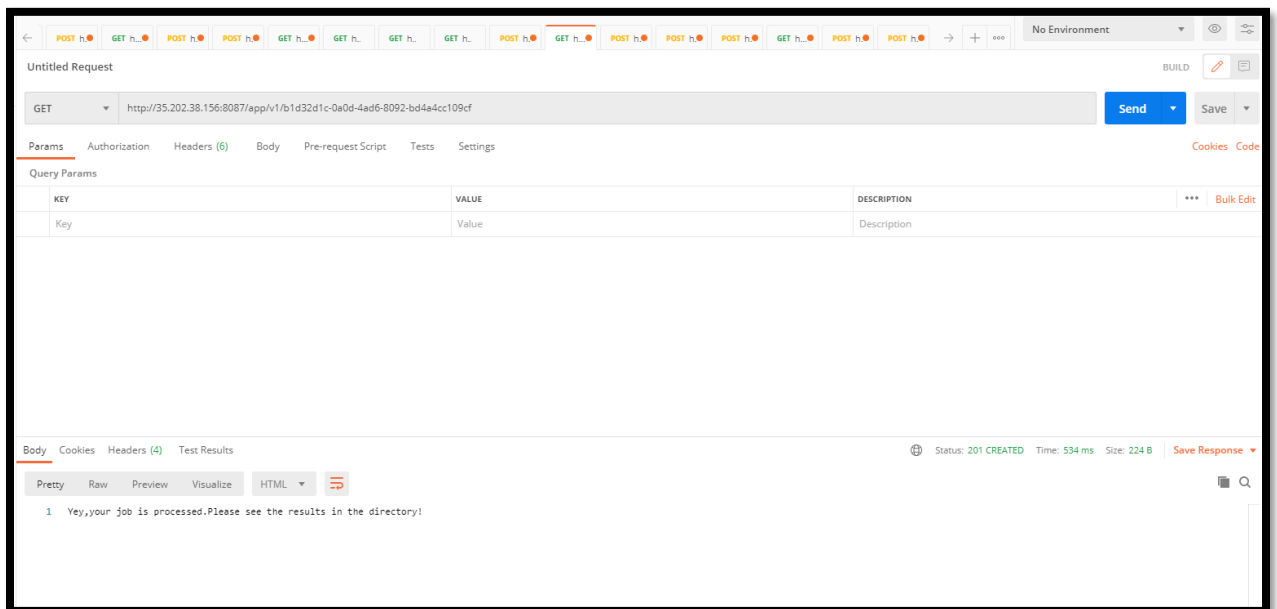 ← POST h.. GET h... POST h.. POST h.. GET h... GET h.. GET h.. GET h.. POST h.. GET h... POST h.. POST h.. POST h.. GET h... POST h.. POST h.. → + ooo No Environment
Untitled Request BUILD
GET http://35.202.38.156:8087/app/v1/b1d32d1c-0a0d-4ad6-8092-bd4a4cc109cf Send Save
Params Authorization Headers (6) Body Pre-request Script Tests Settings Cookies Code
Query Params
KEY VALUE DESCRIPTION ••• Bulk Edit
Key Value Description
Body Cookies Headers (4) Test Results Status: 201 CREATED Time: 534 ms Size: 224 B Save Response
Pretty Raw Preview Visualize HTML
1 Yey,your job is processed.Please see the results in the directory!